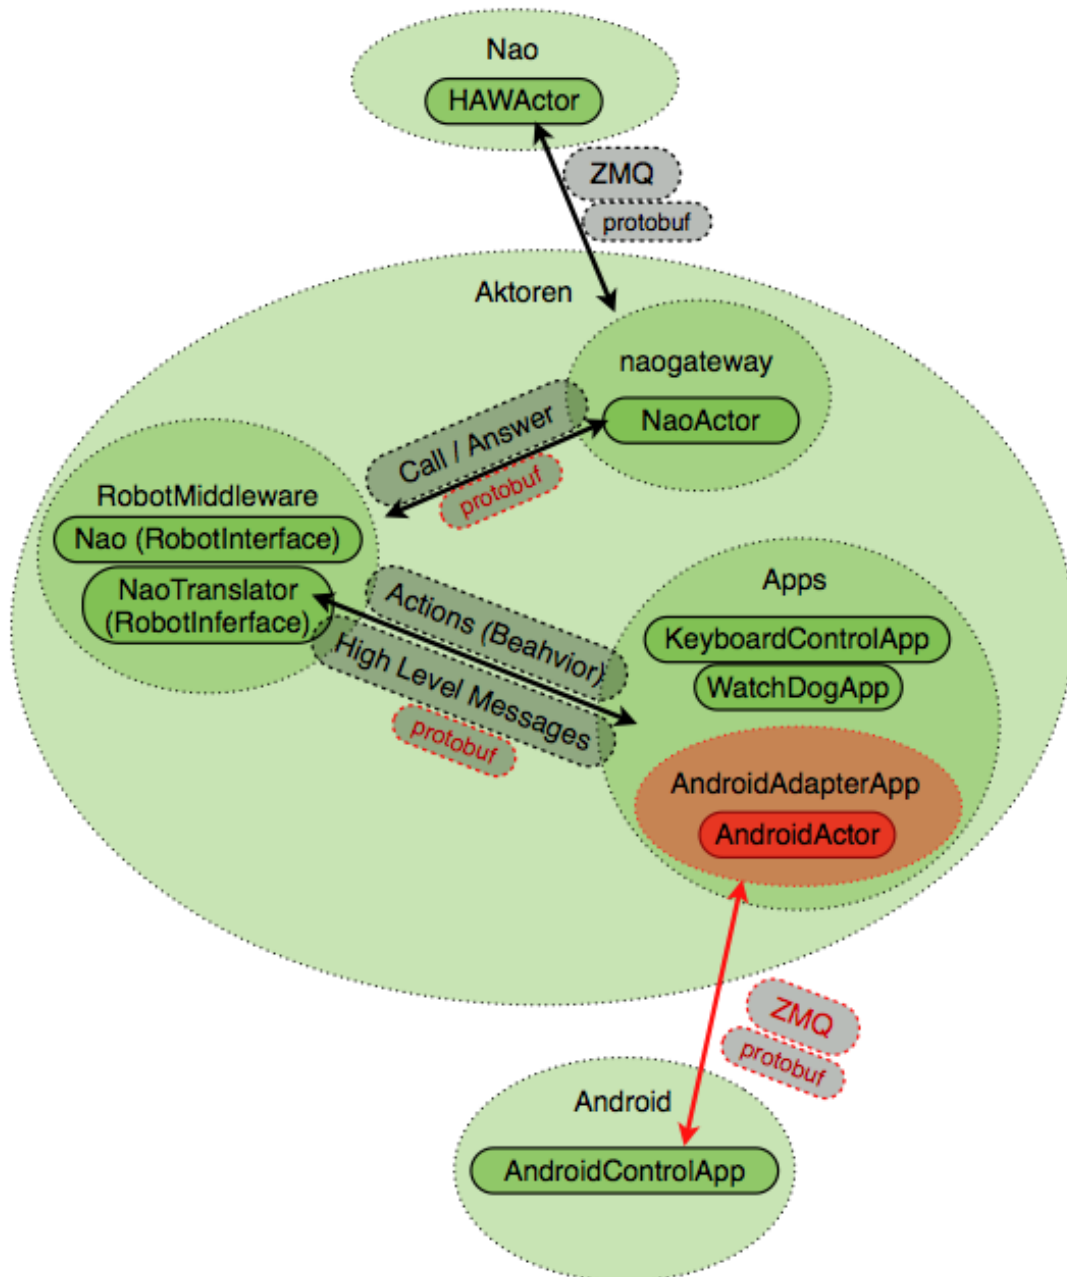 Nao
HAWActor
ZMQ
protobuf
Aktoren
naogateway
NaoActor
Call / Answer
protobuf
RobotMiddleware
Nao (RobotInterface)
NaoTranslator
(RobotInferface)
Actions (Beahvior)
High Level Messages
protobuf
Apps
KeyboardControlApp
WatchDogApp
AndroidAdapterApp
AndroidActor
ZMQ
protobuf
Android
AndroidControlApp